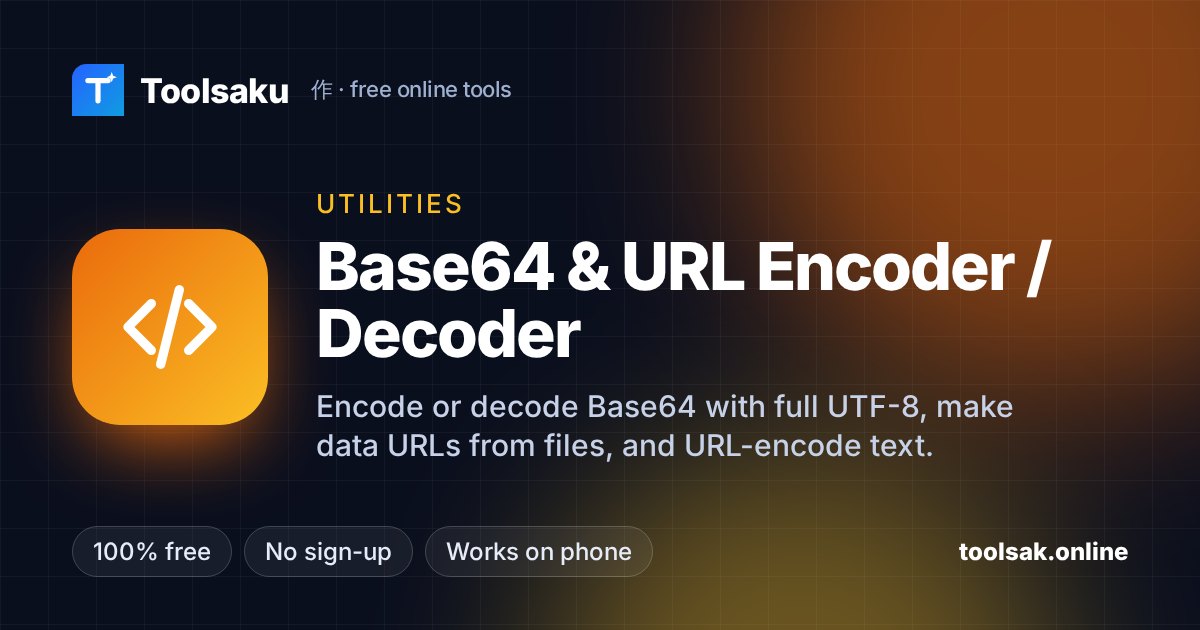 Toolsaku 作 · free online tools
UTILITIES
Base64 & URL Encoder /
Decoder
Encode or decode Base64 with full UTF-8, make
data URLs from files, and URL-encode text.
100% free No sign-up Works on phone toolsak.online